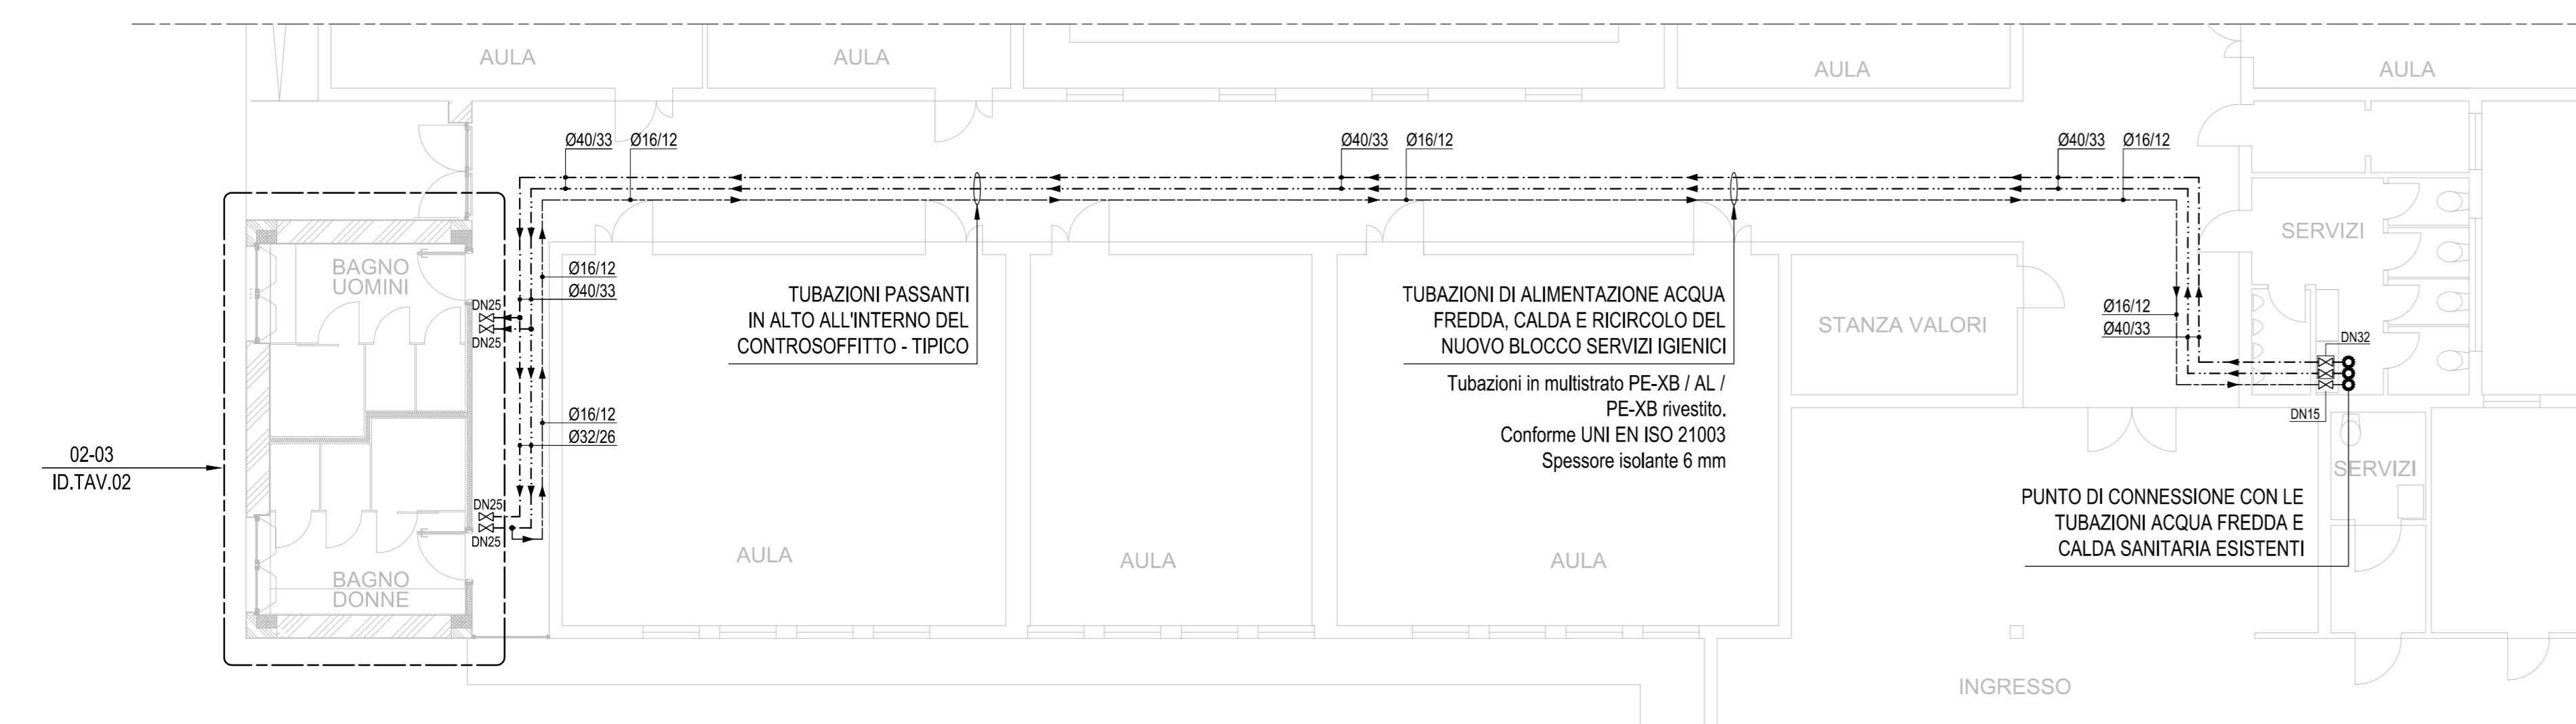 AULA
AULA
AULA
AULA
Ø40/33
Ø16/12
Ø40/33
Ø16/12
Ø40/33
Ø16/12
BAGNO
UOMINI
DN25
DN25
Ø16/12
Ø40/33
TUBAZIONI PASSANTI
IN ALTO ALL'INTERNO DEL
CONTROSOFFITTO - TIPICO
TUBAZIONI DI ALIMENTAZIONE ACQUA
FREDDA, CALDA E RICIRCOLO DEL
NUOVO BLOCCO SERVIZI IGIENICI
Tubazioni in multistrato PE-XB / AL /
PE-XB rivestito.
Conforme UNI EN ISO 21003
Spessore isolante 6 mm
STANZA VALORI
SERVIZI
Ø16/12
Ø40/33
DN32
DN15
Ø16/12
Ø32/26
02-03
ID.TAV.02
DN25
DN25
BAGNO
DONNE
AULA
AULA
AULA
SERVIZI
PUNTO DI CONNESSIONE CON LE
TUBAZIONI ACQUA FREDDA E
CALDA SANITARIA ESISTENTI
INGRESSO